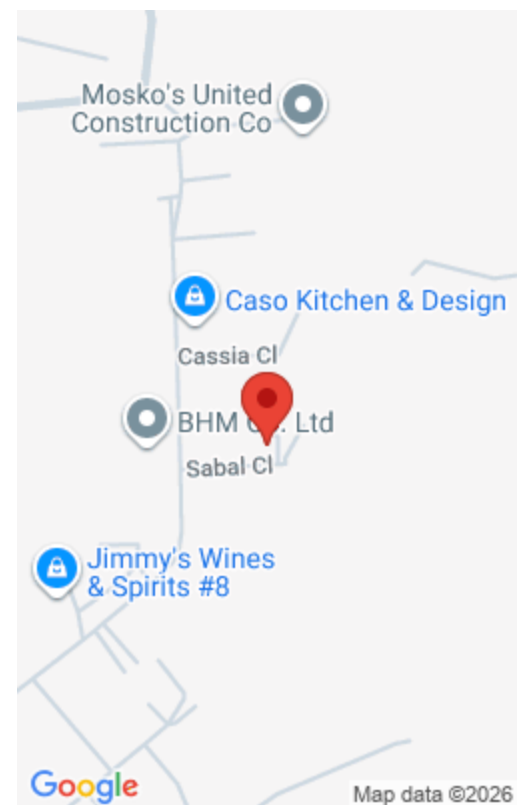 Mosko's United
Construction Co
Caso Kitchen & Design
Cassia Cl
BHM Ltd
Sabal Cl
Jimmy's Wines
& Spirits #8
Google
Map data ©2026